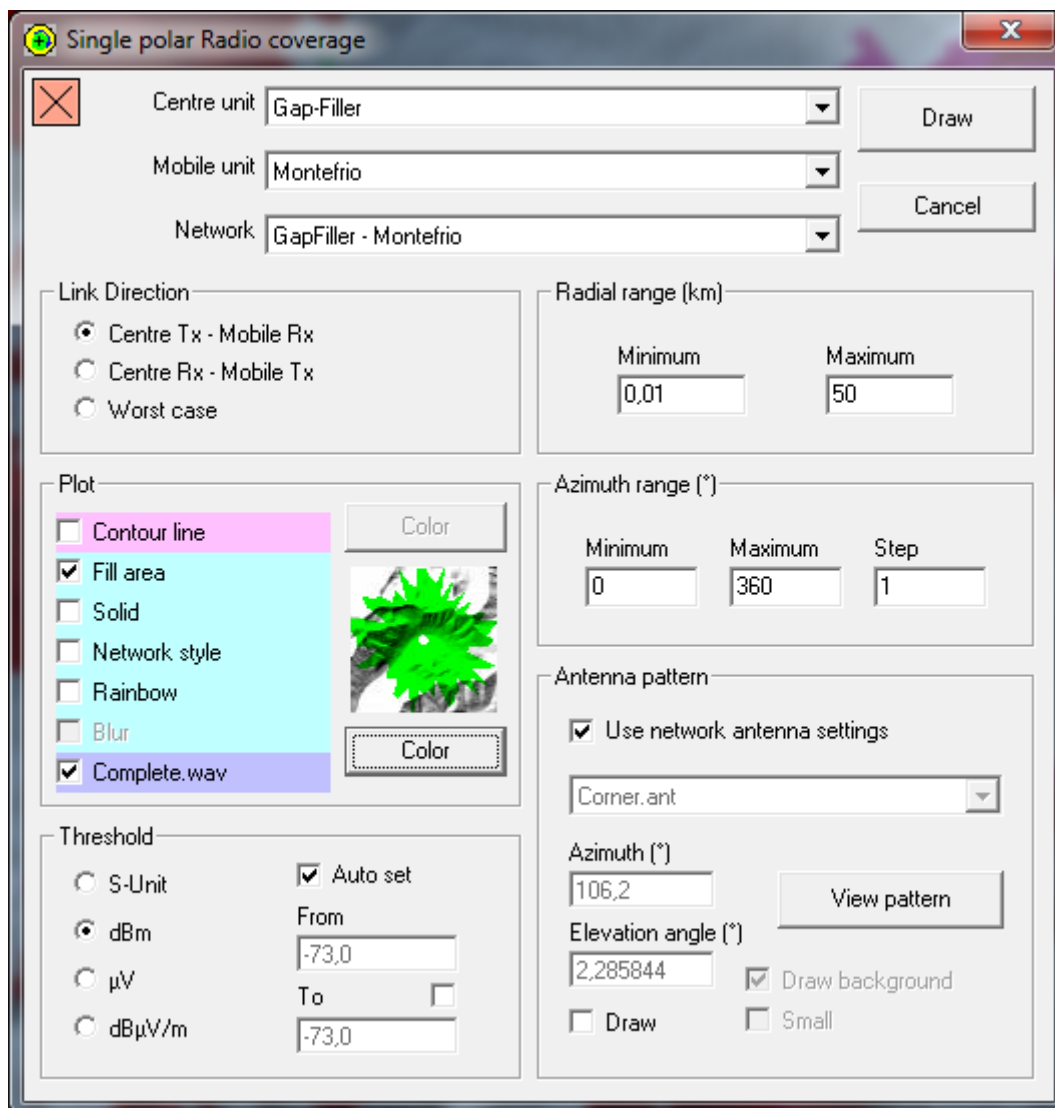 Single polar Radio coverage
Centre unit Gap-Filler
Draw
Mobile unit Montefrio
Cancel
Network GapFiller - Montefrio
Link Direction
Centre Tx - Mobile Rx
Centre Rx - Mobile Tx
Worst case
Radial range (km)
Minimum Maximum
0,01 50
Plot
Contour line
Fill area
Solid
Network style
Rainbow
Blur
Complete.wav
Color
Color
Azimuth range (°)
Minimum Maximum Step
0 360 1
Threshold
S-Unit
dBm
µV
dBµV/m
Auto set
From
-73,0
To
-73,0
Antenna pattern
Use network antenna settings
Corner.ant
Azimuth (°)
106,2
View pattern
Elevation angle (°)
2,285844
Draw background
Draw
Small